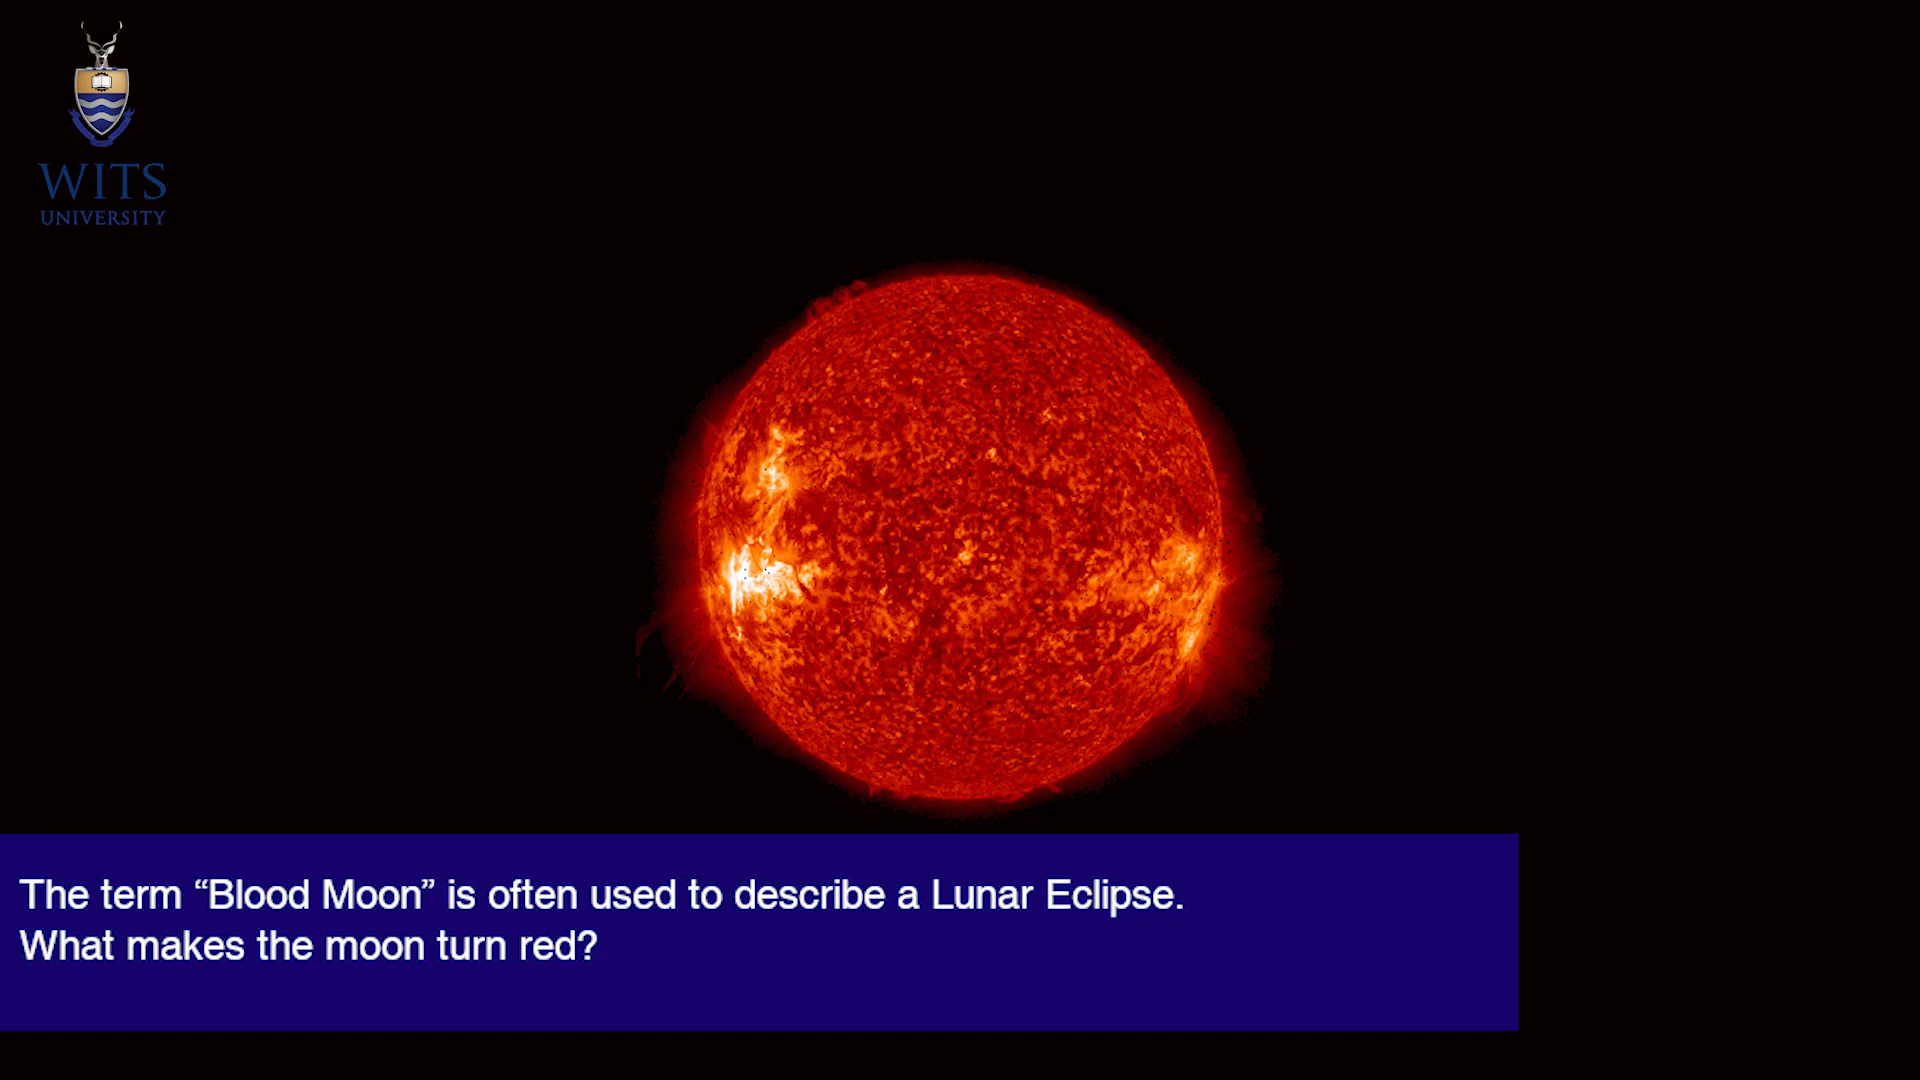 WITS
UNIVERSITY
The term “Blood Moon” is often used to describe a Lunar Eclipse.
What makes the moon turn red?